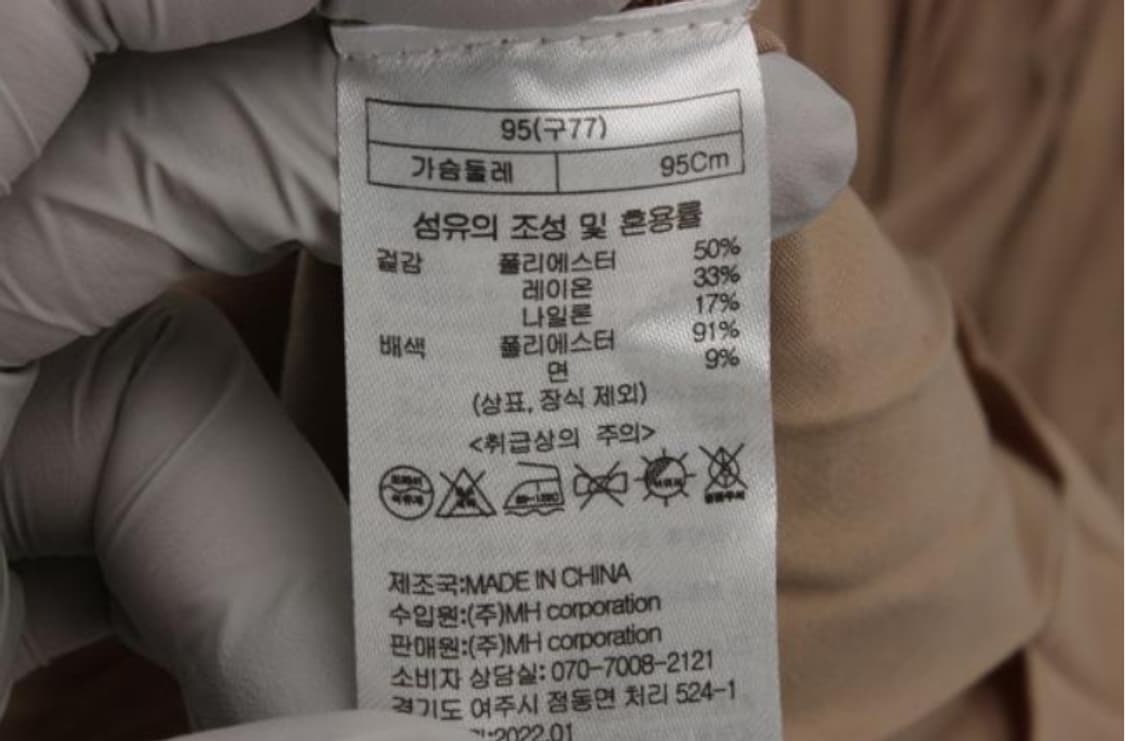 95(구77)
가슴둘레 95Cm
섬유의 조성 및 혼용률
겉감 폴리에스터 50%
레이온 33%
나일론 17%
배색 폴리에스터 91%
면 9%
(상표, 장식 제외)
<취급상의 주의>
제조국:MADE IN CHINA
수입원:(주)MH corporation
판매원:(주)MH corporation
소비자 상담실: 070-7008-2121
경기도 여주시 점동면 처리 524-1
:2022.01